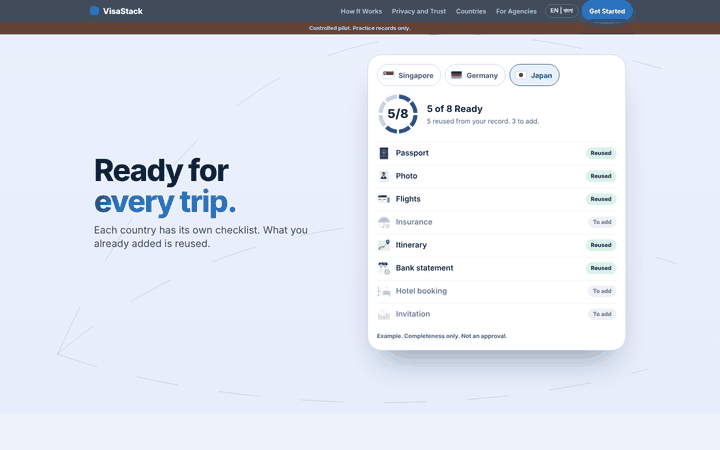 VisaStack
How It Works
Privacy and Trust
Countries
For Agencies
EN | বাংলা
Get Started
Controlled pilot. Practice records only.
Ready for
every trip.
Each country has its own checklist. What you
already added is reused.
Singapore
Germany
Japan
5/8
5 of 8 Ready
5 reused from your record. 3 to add.
Passport Reused
Photo Reused
Flights Reused
Insurance To add
Itinerary Reused
Bank statement Reused
Hotel booking To add
Invitation To add
Example. Completeness only. Not an approval.